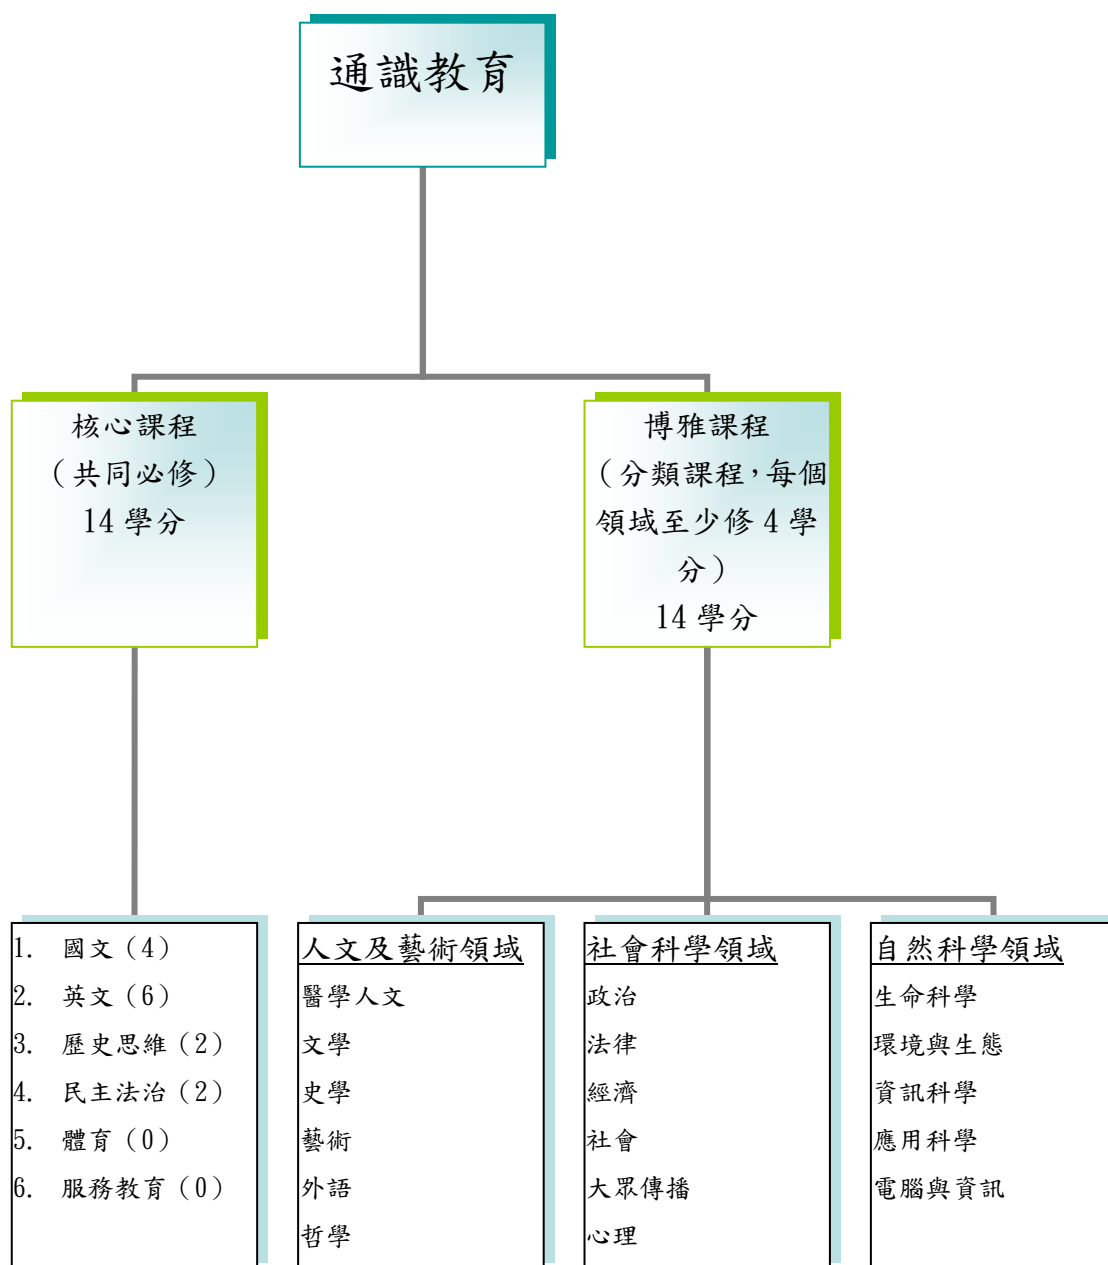 通識教育
核心課程
（共同必修）
14 學分
博雅課程
（分類課程，每個
領域至少修 4 學
分）
14 學分
1. 國文（4）
2. 英文（6）
3. 歷史思維（2）
4. 民主法治（2）
5. 體育（0）
6. 服務教育（0）
人文及藝術領域
醫學人文
文學
史學
藝術
外語
哲學
社會科學領域
政治
法律
經濟
社會
大眾傳播
心理
自然科學領域
生命科學
環境與生態
資訊科學
應用科學
電腦與資訊